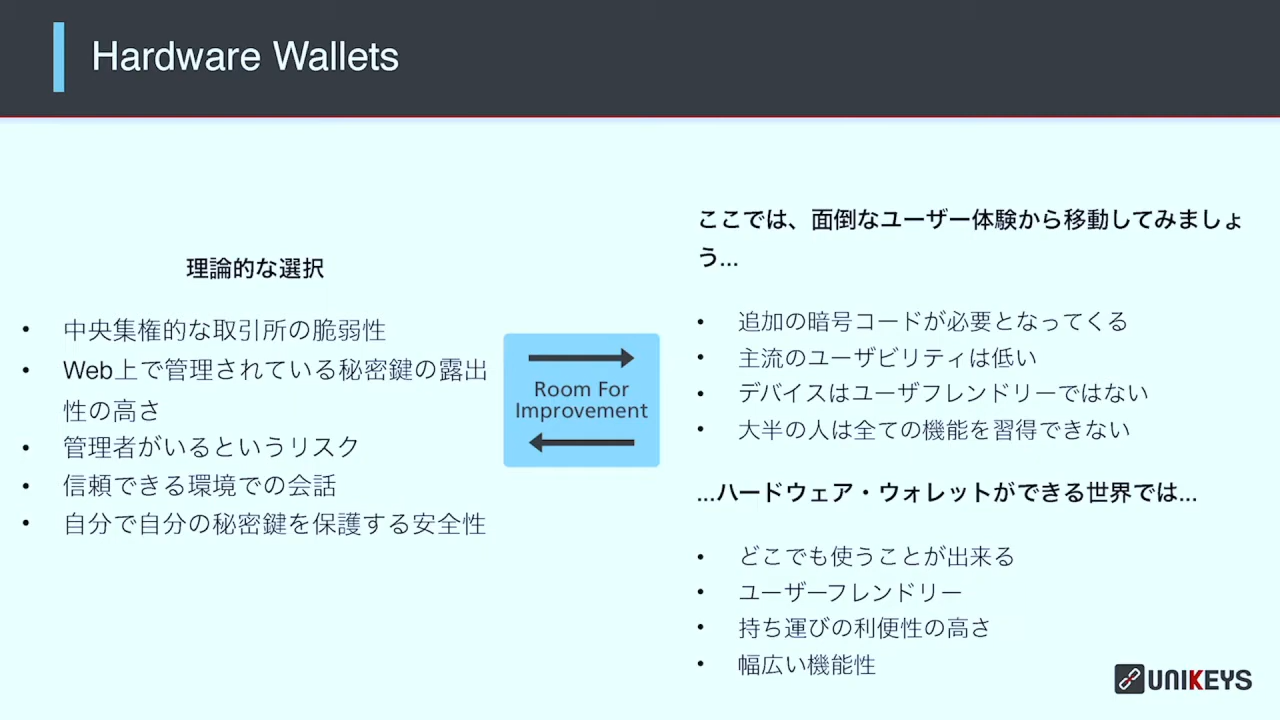 Hardware Wallets
理論的な選択
• 中央集権的な取引所の脆弱性
• Web上で管理されている秘密鍵の露出
性の高さ
• 管理者がいるというリスク
• 信頼できる環境での会話
• 自分で自分の秘密鍵を保護する安全性
Room For
Improvement
ここでは、面倒なユーザー体験から移動してみましょ
う...
• 追加の暗号コードが必要となってくる
• 主流のユーザビリティは低い
• デバイスはユーザフレンドリーではない
• 大半の人は全ての機能を習得できない
...ハードウェア・ウォレットができる世界では...
• どこでも使うことが出来る
• ユーザーフレンドリー
• 持ち運びの利便性の高さ
• 幅広い機能性
UNIKEYS